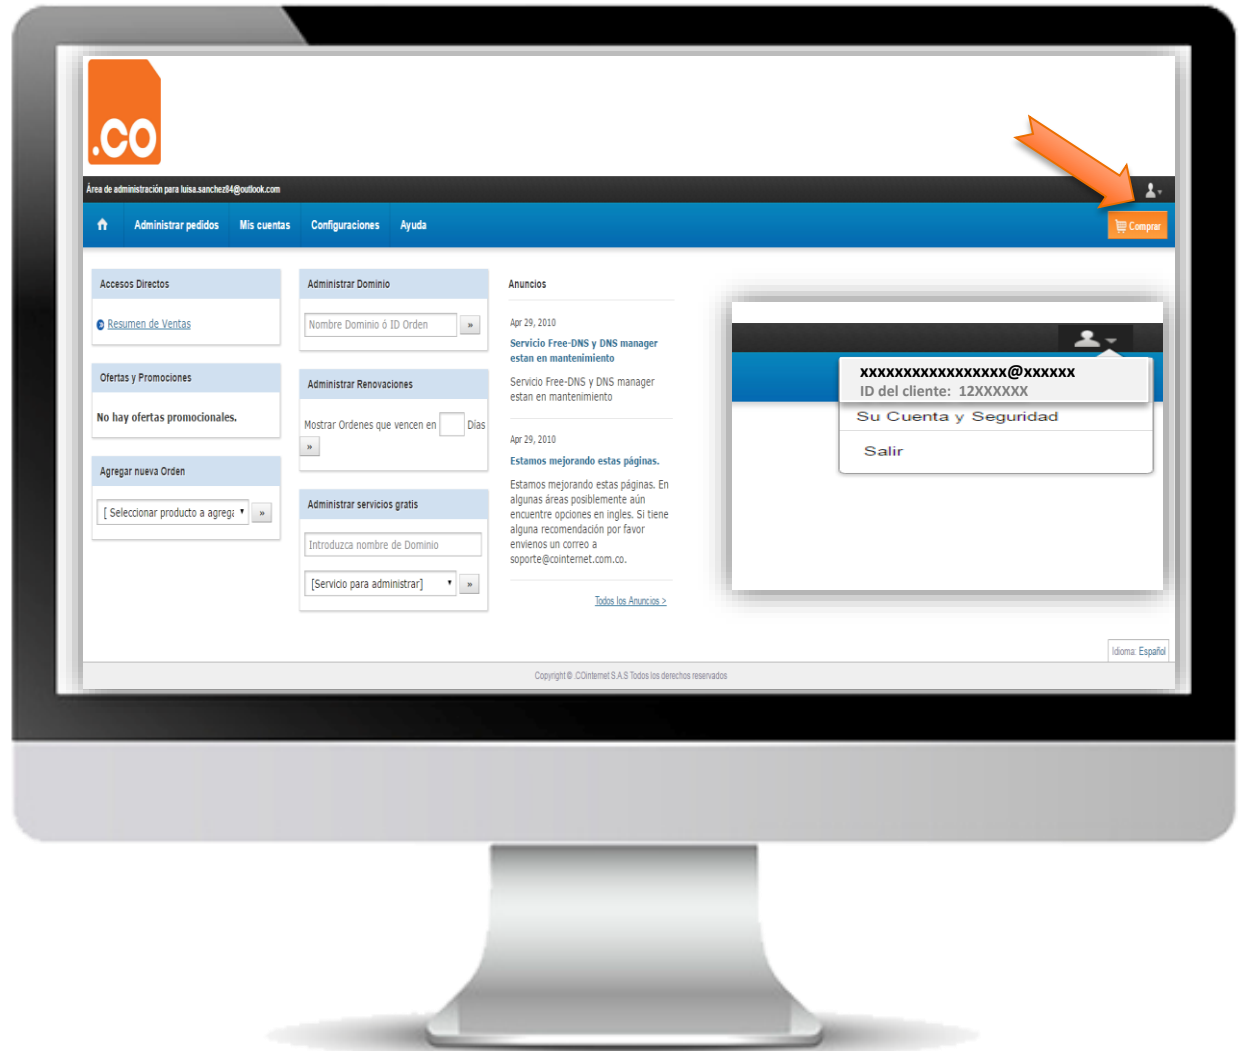 .CO
Área de administración para luisa.sanchez84@outlook.com
Administrar pedidos Mis cuentas Configuraciones Ayuda
Comprar
Accesos Directos
Resumen de Ventas
Ofertas y Promociones
No hay ofertas promocionales.
Agregar nueva Orden
[ Seleccionar producto a agrega
»
Administrar Dominio
Nombre Dominio ó ID Orden
»
Administrar Renovaciones
Mostrar Ordenes que vencen en Dias
»
Administrar servicios gratis
Introduzca nombre de Dominio
[Servicio para administrar]
»
Anuncios
Apr 29, 2010
Servicio Free-DNS y DNS manager
estan en mantenimiento
Servicio Free-DNS y DNS manager
estan en mantenimiento
Apr 29, 2010
Estamos mejorando estas páginas.
Estamos mejorando estas páginas. En
algunas áreas posiblemente aún
encuentre opciones en ingles. Si tiene
alguna recomendación por favor
envienos un correo a
soporte@cointernet.com.co.
Todos los Anuncios >
xxxxxxxxxxxxxxxxx@xxxxxx
ID del cliente: 12XXXXXX
Su Cuenta y Seguridad
Salir
Idioma: Español
Copyright © .COinternet S.A.S Todos los derechos reservados